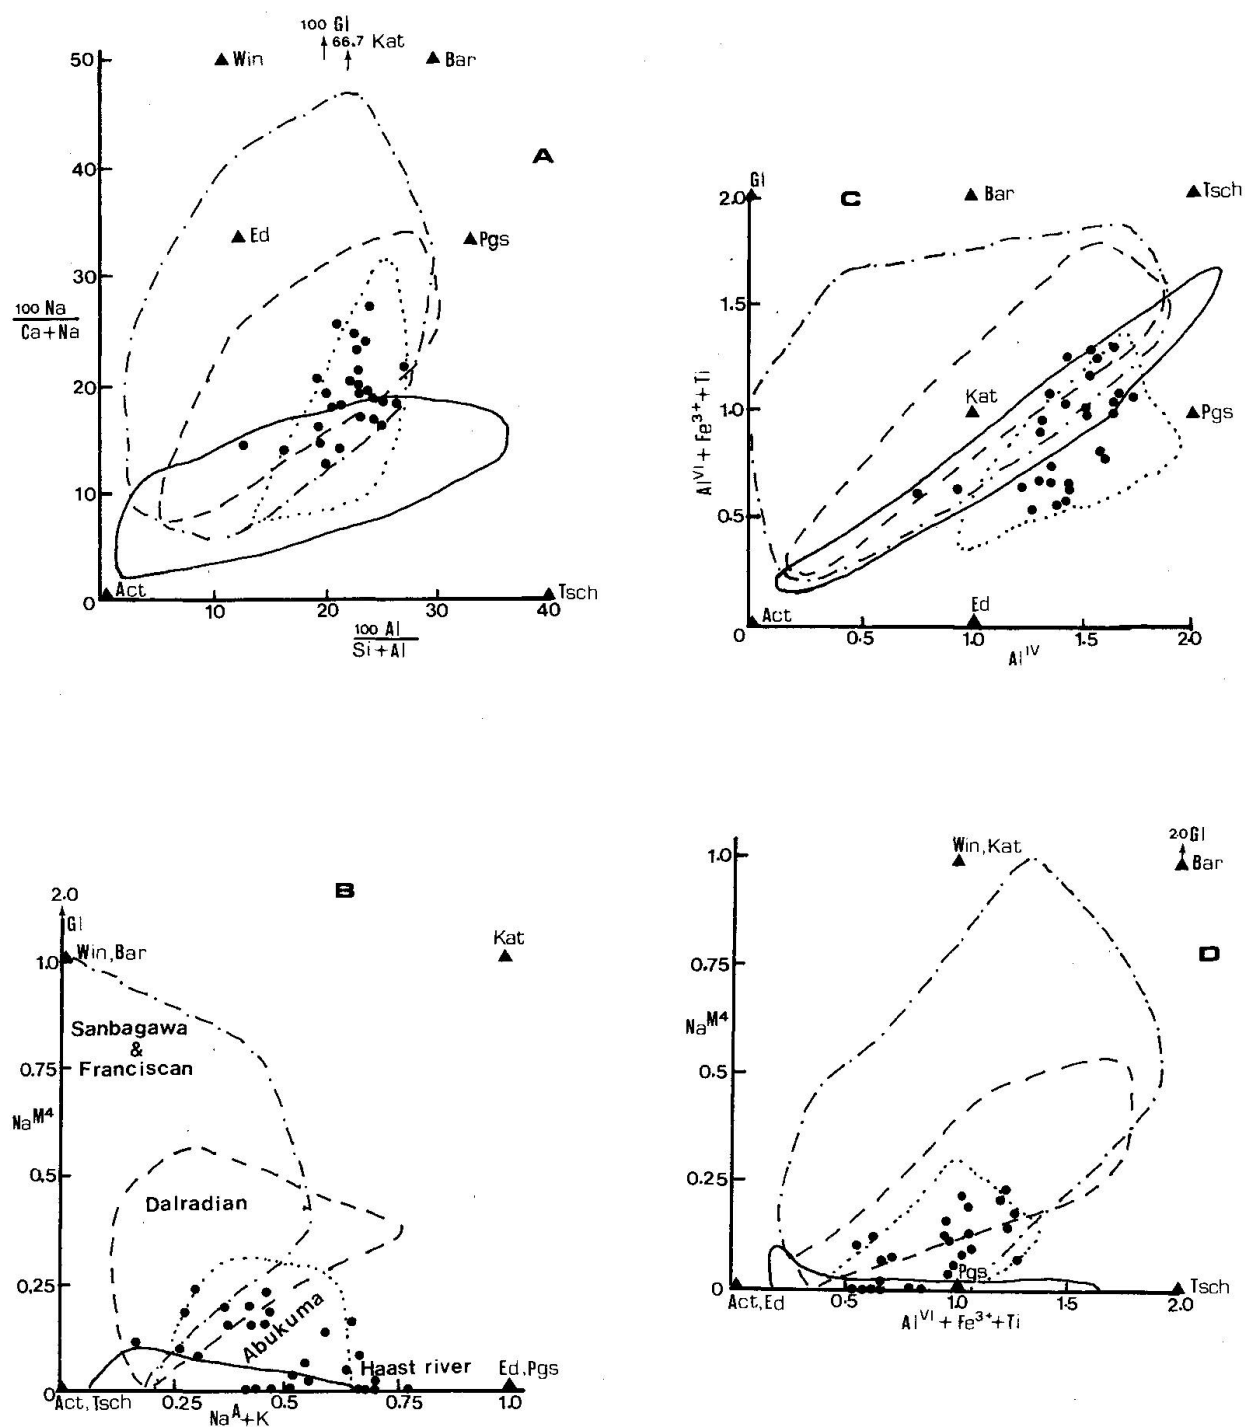 100 Gl
66.7 Kat
50
Win
Bar
40
A
Ed
Pgs
30
100 Na
Ca+Na
20
10
Act
Tsch
0
10
20
30
40
100 Al
Si+Al
Gl
2.0
C
Bar
Tsch
1.5
Al^VI + Fe^3+ + Ti
1.0
Kat
Pgs
0.5
Ed
Act
0
0.5
1.0
1.5
2.0
Al^IV
2.0
B
Gl
Win,Bar
Kat
1.0
Sanbagawa
&
Franciscan
0.75
Na^M4
0.5
Dalradian
0.25
Abukuma
Haast river
Ed,Pgs
0
Act,Tsch
0.25
0.5
0.75
1.0
Na^A+K
Win,Kat
2.0 Gl
1.0
Bar
D
0.75
Na^M4
0.5
0.25
Pgs
0
Act,Ed
0.5
1.0
1.5
2.0
Tsch
Al^VI + Fe^3+ + Ti